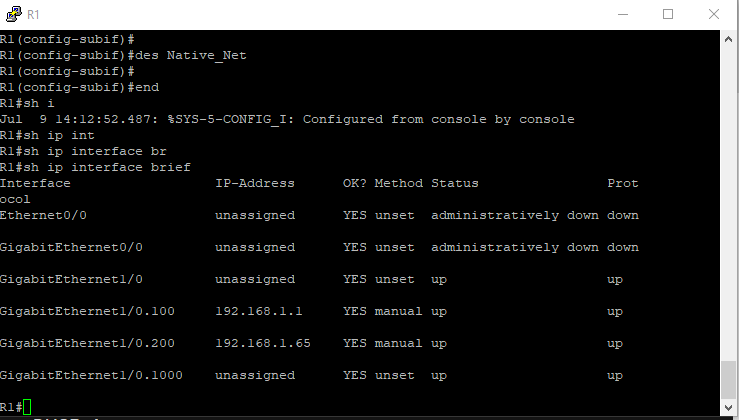 R1
R1(config-subif)#
R1(config-subif)#des Native_Net
R1(config-subif)#
R1(config-subif)#end
R1#sh i
Jul  9 14:12:52.487: %SYS-5-CONFIG_I: Configured from console by console
R1#sh ip int
R1#sh ip interface br
R1#sh ip interface brief
Interface                  IP-Address      OK? Method Status                Prot
ocol
Ethernet0/0                unassigned      YES unset  administratively down down
GigabitEthernet0/0         unassigned      YES unset  administratively down down
GigabitEthernet1/0         unassigned      YES unset  up                    up
GigabitEthernet1/0.100     192.168.1.1     YES manual up                    up
GigabitEthernet1/0.200     192.168.1.65    YES manual up                    up
GigabitEthernet1/0.1000    unassigned      YES unset  up                    up
R1#